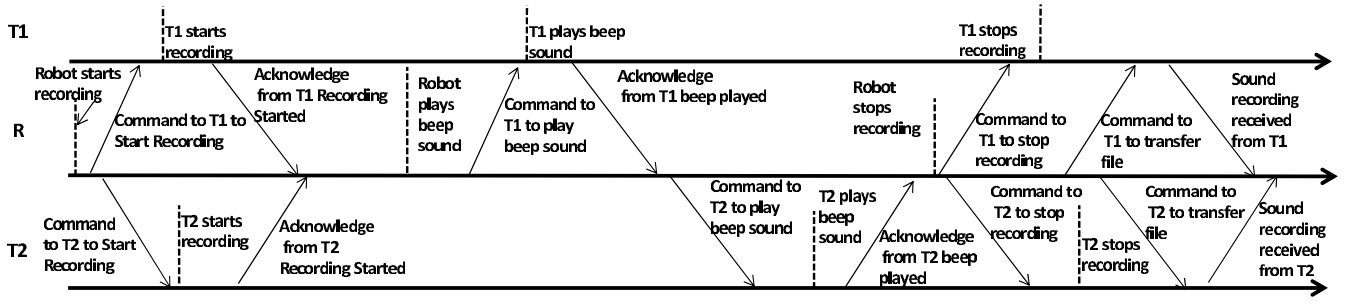 T1
T1 starts
recording
T1 plays beep
sound
T1 stops
recording
Robot starts
recording
Command to T1 to
Start Recording
Acknowledge
from T1 Recording
Started
Robot
plays
beep
sound
Command to
T1 to play
beep sound
Acknowledge
from T1 beep played
Robot
stops
recording
Command to
T1 to stop
recording
Command to
T1 to transfer
file
Sound
recording
received
from T1
R
Command
to T2 to Start
Recording
T2 starts
recording
Acknowledge
from T2
Recording Started
Command to
T2 to play
beep sound
T2 plays
beep
sound
Acknowledge
from T2 beep
played
Command to
T2 to stop
recording
T2 stops
recording
Command to
T2 to transfer
file
Sound
recording
received
from T2
T2